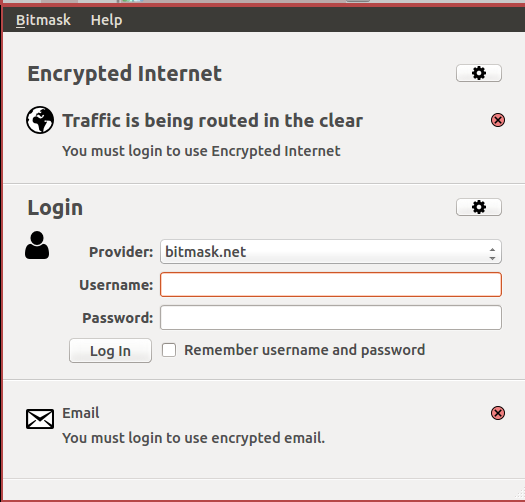 Bitmask Help
Encrypted Internet
Traffic is being routed in the clear
You must login to use Encrypted Internet
Login
Provider: bitmask.net
Username:
Password:
Log In Remember username and password
Email
You must login to use encrypted email.